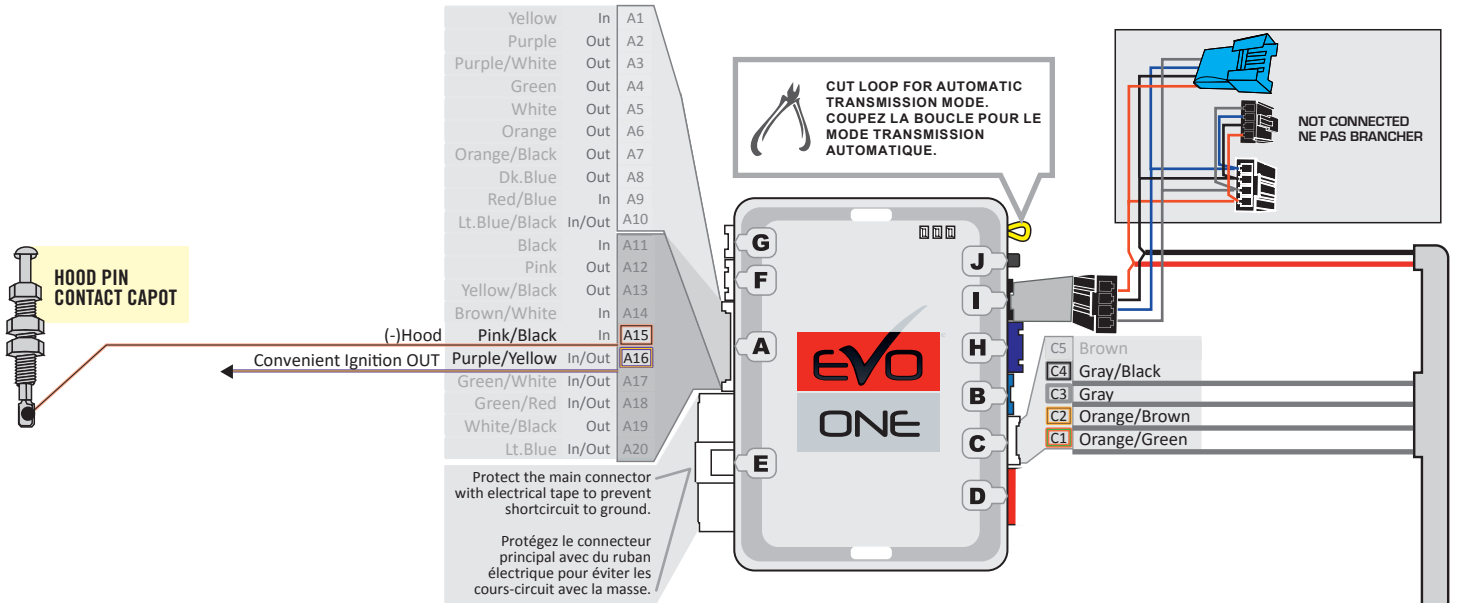 Yellow In A1
Purple Out A2
Purple/White Out A3
Green Out A4
White Out A5
Orange Out A6
Orange/Black Out A7
Dk.Blue Out A8
Red/Blue In A9
Lt.Blue/Black In/Out A10
Black In A11
Pink Out A12
Yellow/Black Out A13
Brown/White In A14
(-)Hood Pink/Black In A15
Convenient Ignition OUT Purple/Yellow In/Out A16
Green/White In/Out A17
Green/Red In/Out A18
White/Black Out A19
Lt.Blue In/Out A20
HOOD PIN
CONTACT CAPOT
Protect the main connector
with electrical tape to prevent
shortcircuit to ground.
Protégez le connecteur
principal avec du ruban
électrique pour éviter les
cours-circuit avec la masse.
CUT LOOP FOR AUTOMATIC
TRANSMISSION MODE.
COUPEZ LA BOUCLE POUR LE
MODE TRANSMISSION
AUTOMATIQUE.
G
F
A
E
J
I
H
B
C
D
EVO
ONE
NOT CONNECTED
NE PAS BRANCHER
C5 Brown
C4 Gray/Black
C3 Gray
C2 Orange/Brown
C1 Orange/Green